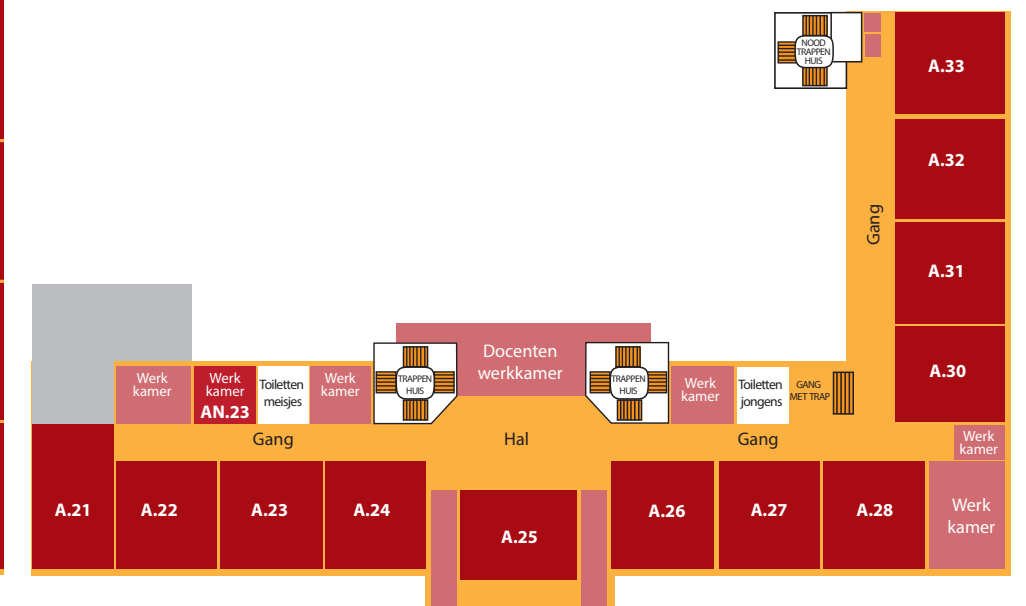 NOOD
TRAPPEN
HUIS
A.33
A.32
Gang
A.31
A.30
Docenten
werkkamer
Werk
kamer
Werk
kamer
AN.23
Toiletten
meisjes
Werk
kamer
TRAPPEN
HUIS
TRAPPEN
HUIS
Werk
kamer
Toiletten
jongens
GANG
MET TRAP
Gang
Hal
Gang
Werk
kamer
A.21
A.22
A.23
A.24
A.25
A.26
A.27
A.28
Werk
kamer